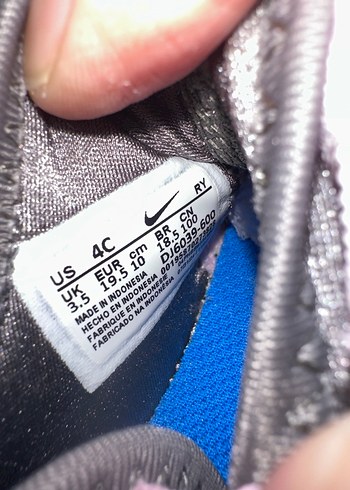 US 4C RY
UK EUR cm BR CN
3.5 19.5 10 18.5 100
MADE IN INDONESIA DJ6039-600
HECHO EN INDONESIA
FABRIQUE EN INDONESIE
FABRICADO NA INDONESIA